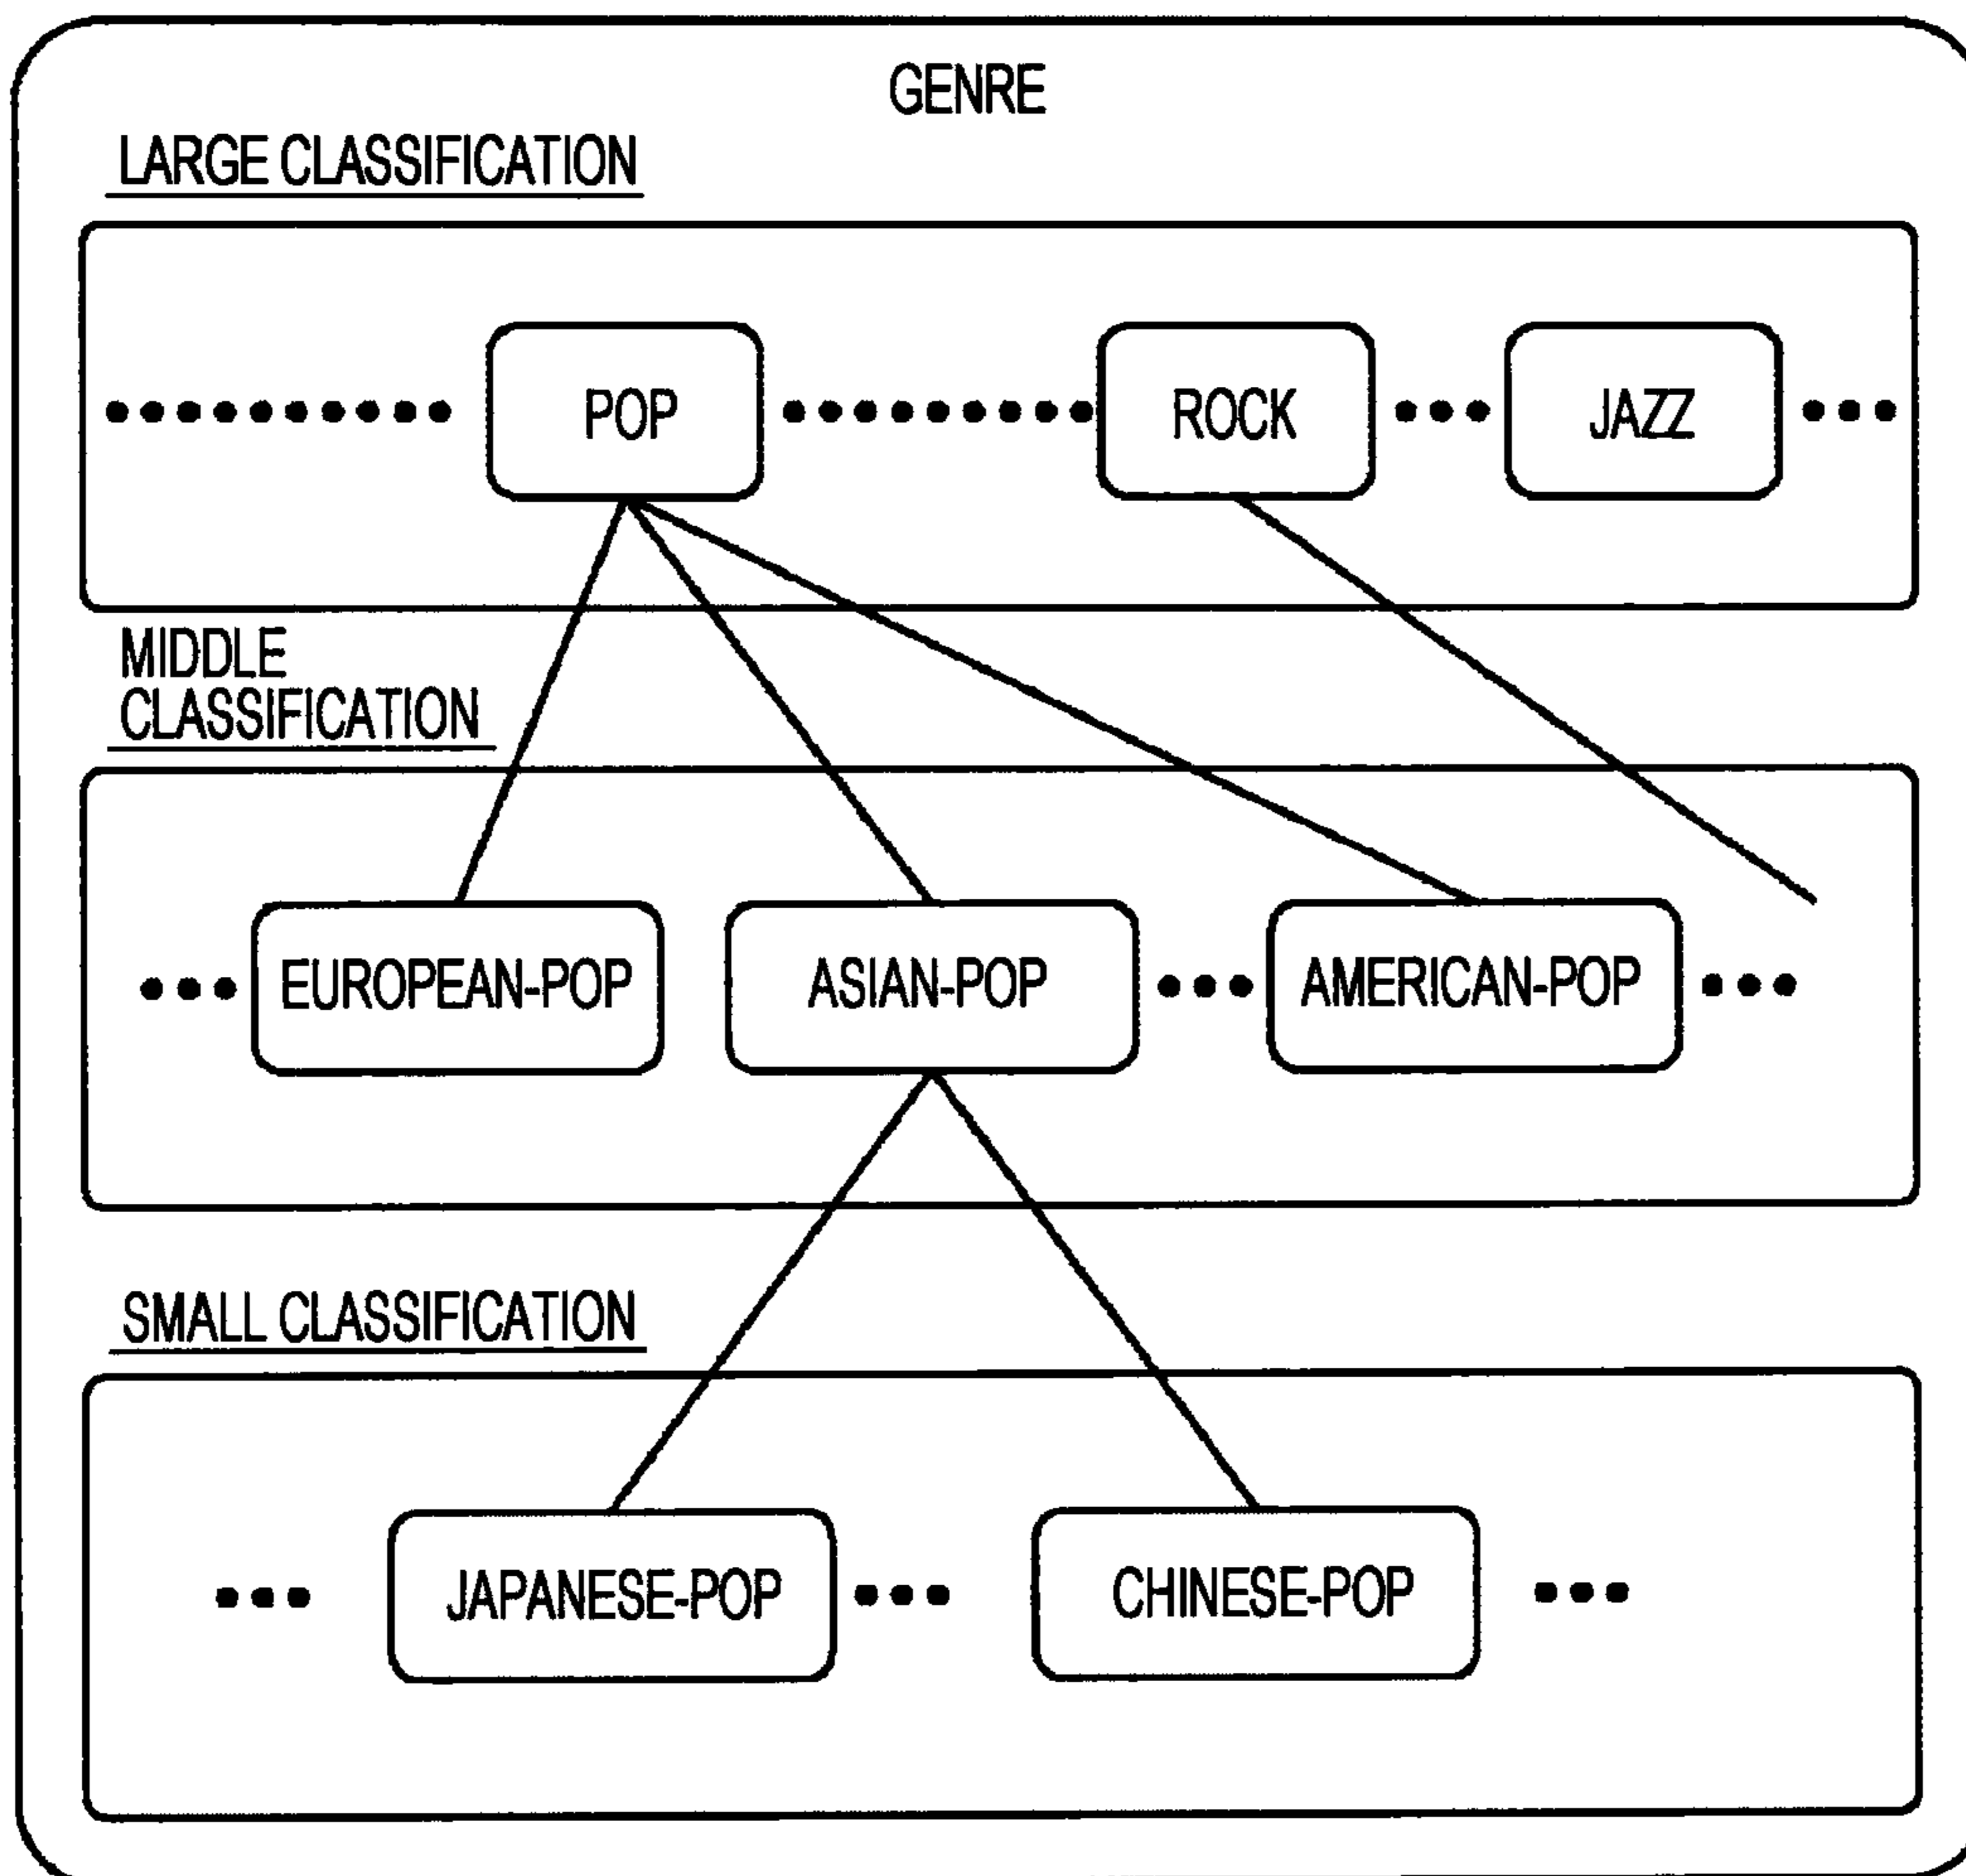 GENRE
LARGE CLASSIFICATION
POP
ROCK
JAZZ
MIDDLE
CLASSIFICATION
EUROPEAN-POP
ASIAN-POP
AMERICAN-POP
SMALL CLASSIFICATION
JAPANESE-POP
CHINESE-POP